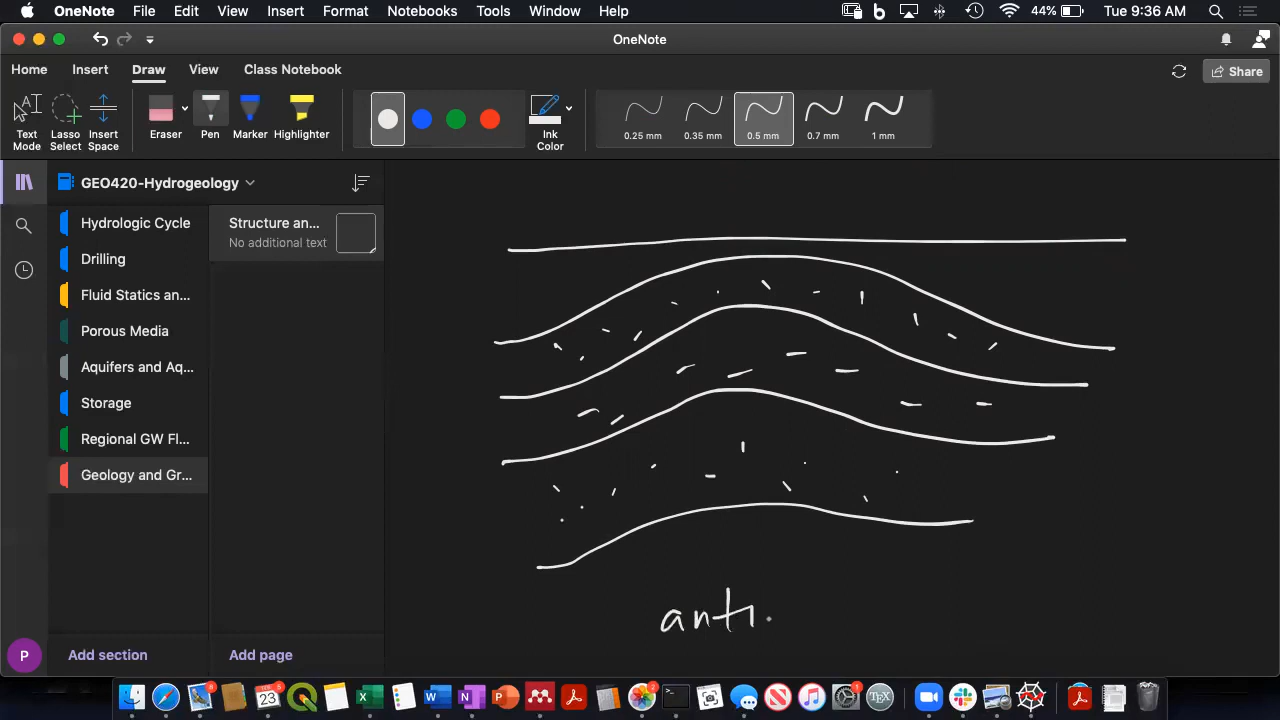 OneNote File Edit View Insert Format Notebooks Tools Window Help 44% Tue 9:36 AM
OneNote
Home Insert Draw View Class Notebook Share
Text Mode Lasso Select Insert Space Eraser Pen Marker Highlighter Ink Color 0.25 mm 0.35 mm 0.5 mm 0.7 mm 1 mm
GEO420-Hydrogeology
Hydrologic Cycle
Drilling
Fluid Statics an...
Porous Media
Aquifers and Aq...
Storage
Regional GW Fl...
Geology and Gr...
Structure an...
No additional text
anti
P Add section Add page